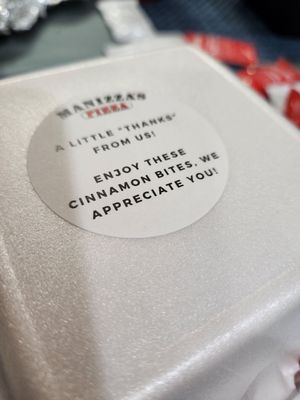 MANIZZA'S
PIZZA
A LITTLE "THANKS"
FROM US!
ENJOY THESE
CINNAMON BITES, WE
APPRECIATE YOU!